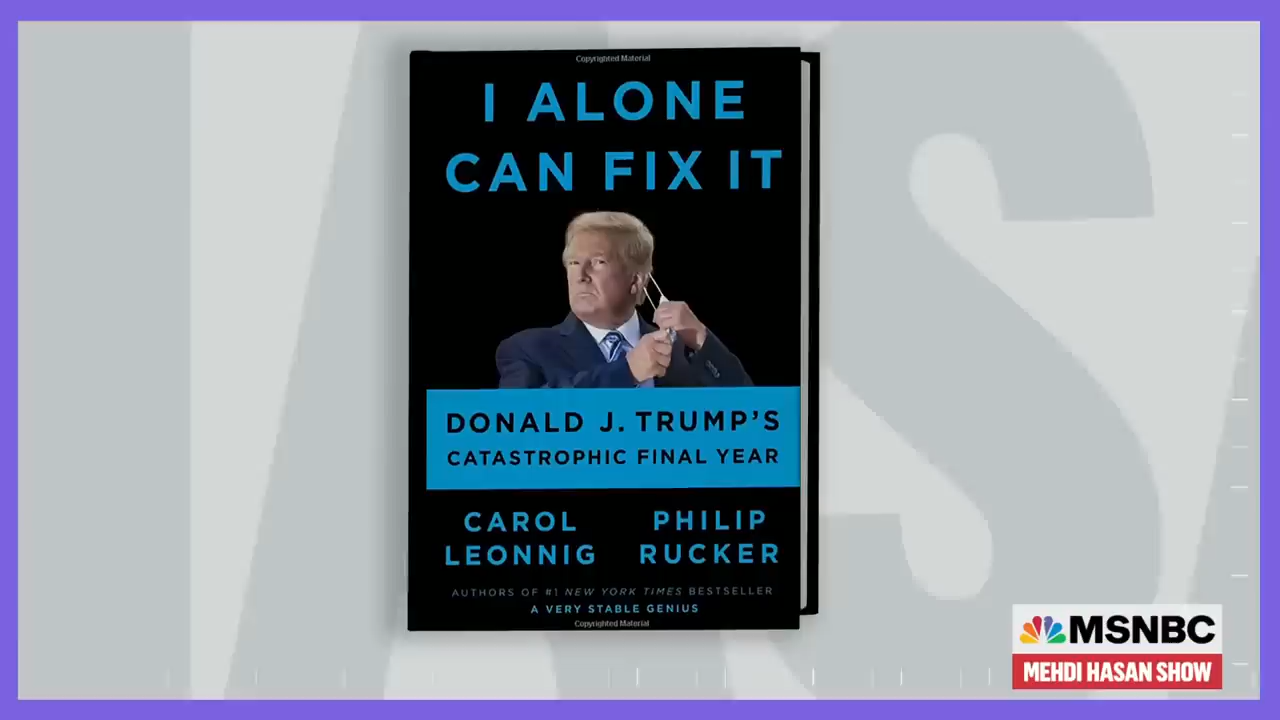 Copyrighted Material
I ALONE
CAN FIX IT
DONALD J. TRUMP'S
CATASTROPHIC FINAL YEAR
CAROL LEONNIG
PHILIP RUCKER
AUTHORS OF #1 NEW YORK TIMES BESTSELLER
A VERY STABLE GENIUS
Copyrighted Material
MSNBC
MEHDI HASAN SHOW